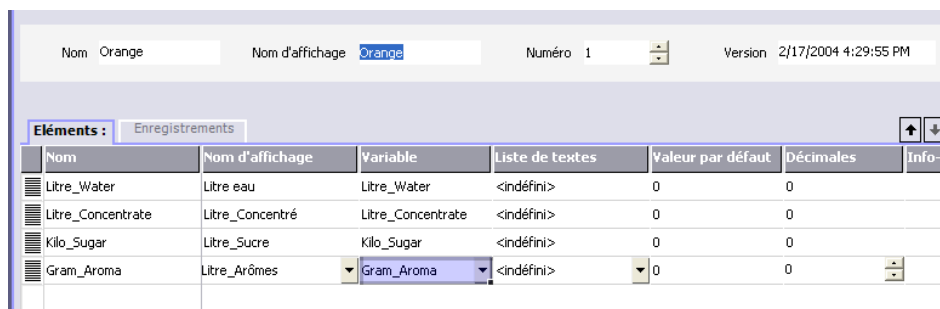 Nom Orange Nom d'affichage Orange Numéro 1 Version 2/17/2004 4:29:55 PM
Eléments : Enregistrements
Nom Nom d'affichage Variable Liste de textes Valeur par défaut Décimales Info-
Litre_Water Litre eau Litre_Water <indéfini> 0 0
Litre_Concentrate Litre_Concentré Litre_Concentrate <indéfini> 0 0
Kilo_Sugar Litre_Sucre Kilo_Sugar <indéfini> 0 0
Gram_Aroma Litre_Arômes Gram_Aroma <indéfini> 0 0